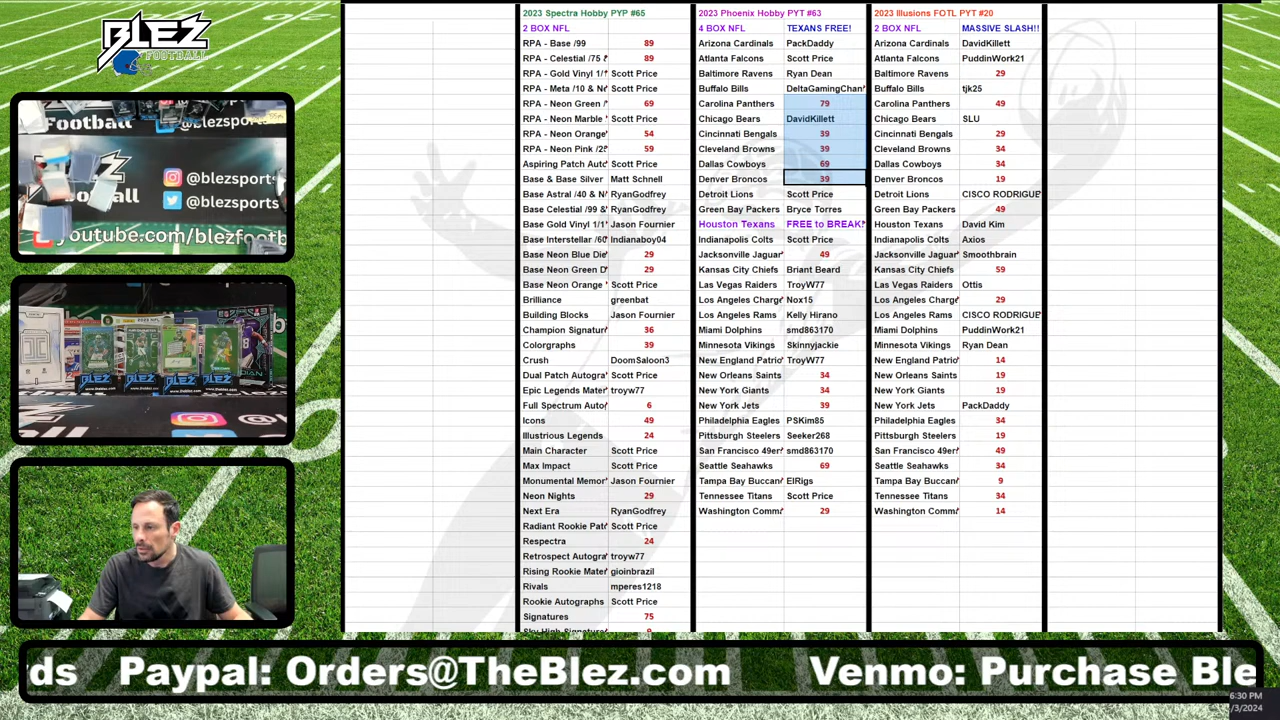 BLEZ
FOOTBALL
Football
@blezsports
@blezsports
youtube.com/blezfootb
BLEZ
2023 Spectra Hobby PYP #65
2 BOX NFL
RPA - Base /99 89
RPA - Celestial /75 89
RPA - Gold Vinyl 1/ Scott Price
RPA - Meta /10 & Ne Scott Price
RPA - Neon Green / 69
RPA - Neon Marble Scott Price
RPA - Neon Orange 54
RPA - Neon Pink /2 59
Aspiring Patch Auto Scott Price
Base & Base Silver Matt Schnell
Base Astral /40 & N RyanGodfrey
Base Celestial /99 & RyanGodfrey
Base Gold Vinyl 1/1 Jason Fournier
Base Interstellar /60 Indianaboy04
Base Neon Blue Die 29
Base Neon Green D 29
Base Neon Orange Scott Price
Brilliance greenbat
Building Blocks Jason Fournier
Champion Signatur 36
Colorgraphs 39
Crush DoomSaloon3
Dual Patch Autogra Scott Price
Epic Legends Mater troyw77
Full Spectrum Auto 6
Icons 49
Illustrious Legends 24
Main Character Scott Price
Max Impact Scott Price
Monumental Memor Jason Fournier
Neon Nights 29
Next Era RyanGodfrey
Radiant Rookie Pat Scott Price
Respectra 24
Retrospect Autogra troyw77
Rising Rookie Mater gioinbrazil
Rivals mperes1218
Rookie Autographs Scott Price
Signatures 75
Sky High Signatur 9
2023 Phoenix Hobby PYT #63
4 BOX NFL TEXANS FREE!
Arizona Cardinals PackDaddy
Atlanta Falcons Scott Price
Baltimore Ravens Ryan Dean
Buffalo Bills DeltaGamingChan
Carolina Panthers 79
Chicago Bears DavidKillett
Cincinnati Bengals 39
Cleveland Browns 39
Dallas Cowboys 69
Denver Broncos 39
Detroit Lions Scott Price
Green Bay Packers Bryce Torres
Houston Texans FREE to BREAK!
Indianapolis Colts Scott Price
Jacksonville Jaguar 49
Kansas City Chiefs Briant Beard
Las Vegas Raiders TroyW77
Los Angeles Charge Nox15
Los Angeles Rams Kelly Hirano
Miami Dolphins smd863170
Minnesota Vikings Skinnyjackie
New England Patrio TroyW77
New Orleans Saints 34
New York Giants 34
New York Jets 39
Philadelphia Eagles PSKim85
Pittsburgh Steelers Seeker268
San Francisco 49er smd863170
Seattle Seahawks 69
Tampa Bay Buccan ElRigs
Tennessee Titans Scott Price
Washington Comm 29
2023 Illusions FOTL PYT #20
2 BOX NFL MASSIVE SLASH!!
Arizona Cardinals DavidKillett
Atlanta Falcons PuddinWork21
Baltimore Ravens 29
Buffalo Bills tjk25
Carolina Panthers 49
Chicago Bears SLU
Cincinnati Bengals 29
Cleveland Browns 34
Dallas Cowboys 34
Denver Broncos 19
Detroit Lions CISCO RODRIGUE
Green Bay Packers 49
Houston Texans David Kim
Indianapolis Colts Axios
Jacksonville Jaguar Smoothbrain
Kansas City Chiefs 59
Las Vegas Raiders Ottis
Los Angeles Charge 29
Los Angeles Rams CISCO RODRIGUE
Miami Dolphins PuddinWork21
Minnesota Vikings Ryan Dean
New England Patrio 14
New Orleans Saints 19
New York Giants 19
New York Jets PackDaddy
Philadelphia Eagles 34
Pittsburgh Steelers 19
San Francisco 49er 49
Seattle Seahawks 34
Tampa Bay Buccan 9
Tennessee Titans 34
Washington Comm 14
rds Paypal: Orders@TheBlez.com Venmo: Purchase Ble
6:30 PM
/3/2024